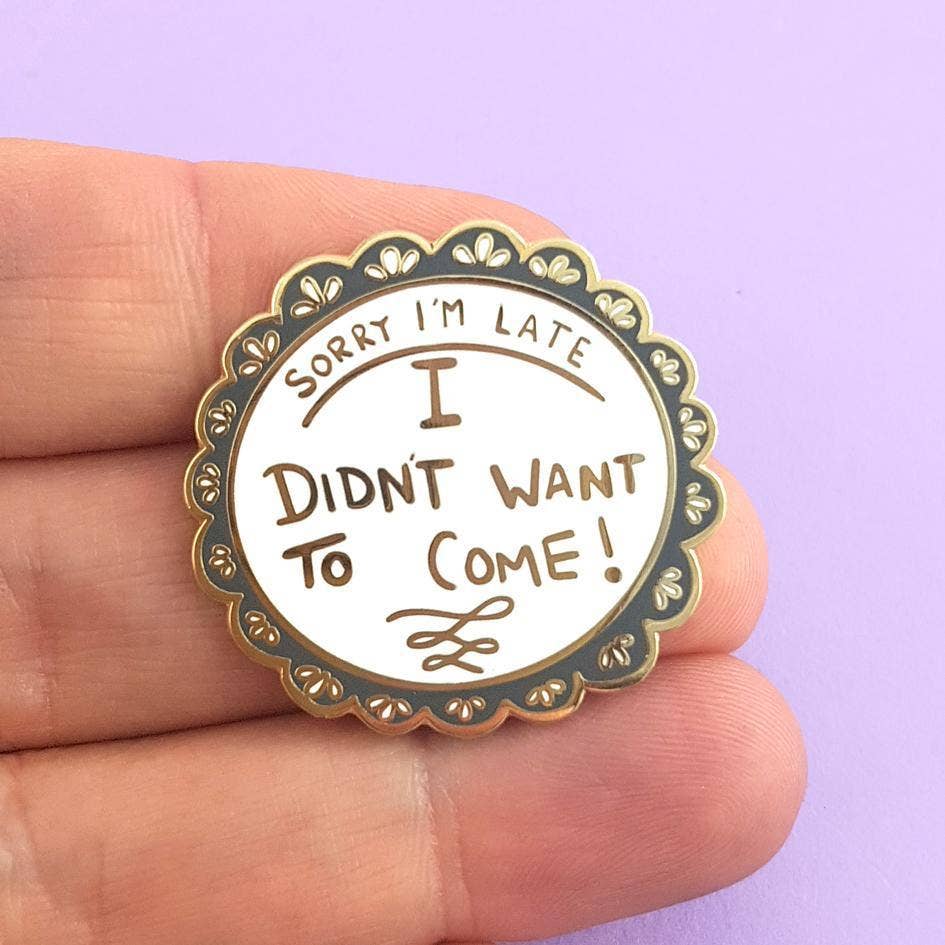 SORRY I'M LATE
I
DIDN'T WANT
TO COME!